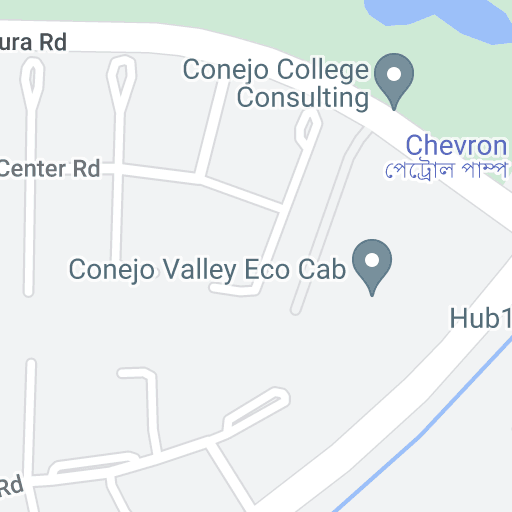 ura Rd
Conejo College
Consulting
Chevron
পেট্রোল পাম্প
Center Rd
Conejo Valley Eco Cab
Hub1
Rd